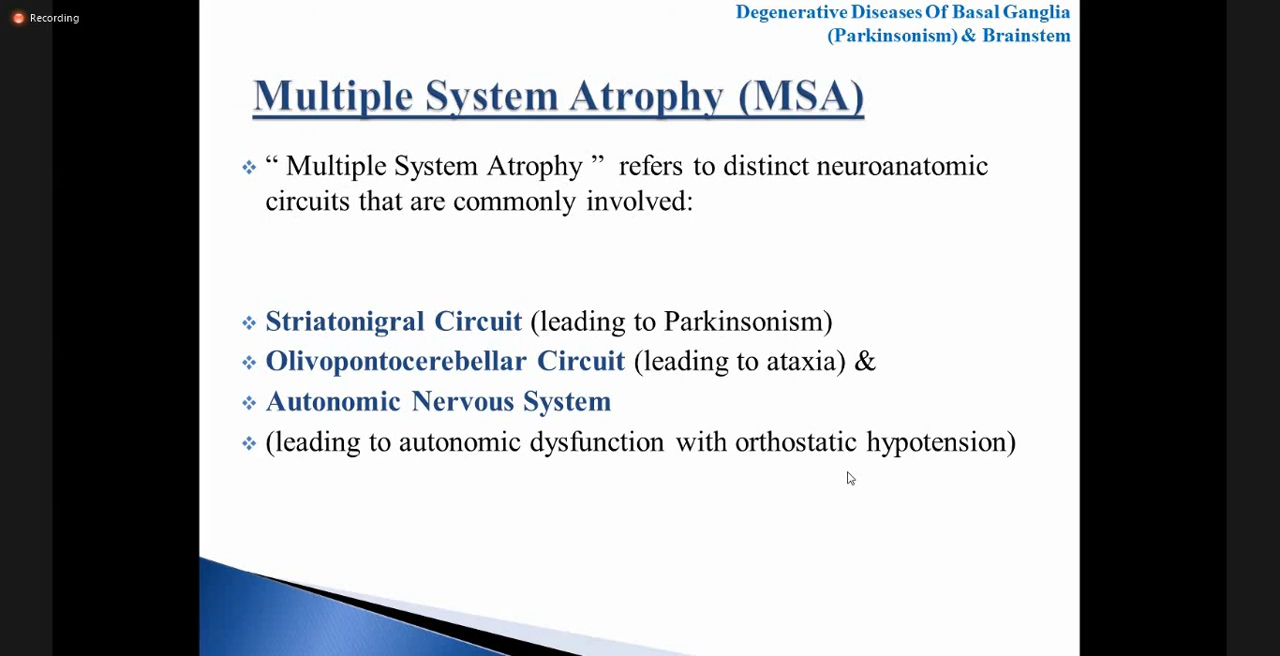 Recording
Degenerative Diseases Of Basal Ganglia
(Parkinsonism) & Brainstem
Multiple System Atrophy (MSA)
“ Multiple System Atrophy ” refers to distinct neuroanatomic
circuits that are commonly involved:
Striatonigral Circuit (leading to Parkinsonism)
Olivopontocerebellar Circuit (leading to ataxia) &
Autonomic Nervous System
(leading to autonomic dysfunction with orthostatic hypotension)